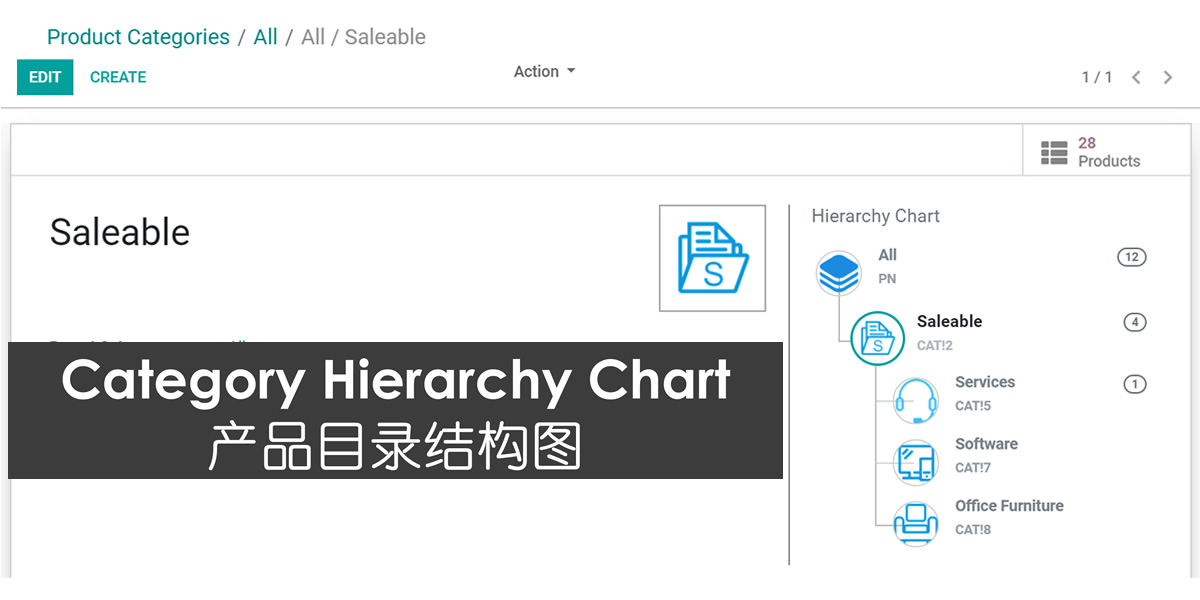 Product Categories / All / All / Saleable
EDIT CREATE Action 1 / 1
28
Products
Saleable
S
Hierarchy Chart
All 12
PN
S
Saleable 4
CAT!2
Services 1
CAT!5
Software
CAT!7
Office Furniture
CAT!8
Category Hierarchy Chart
产品目录结构图